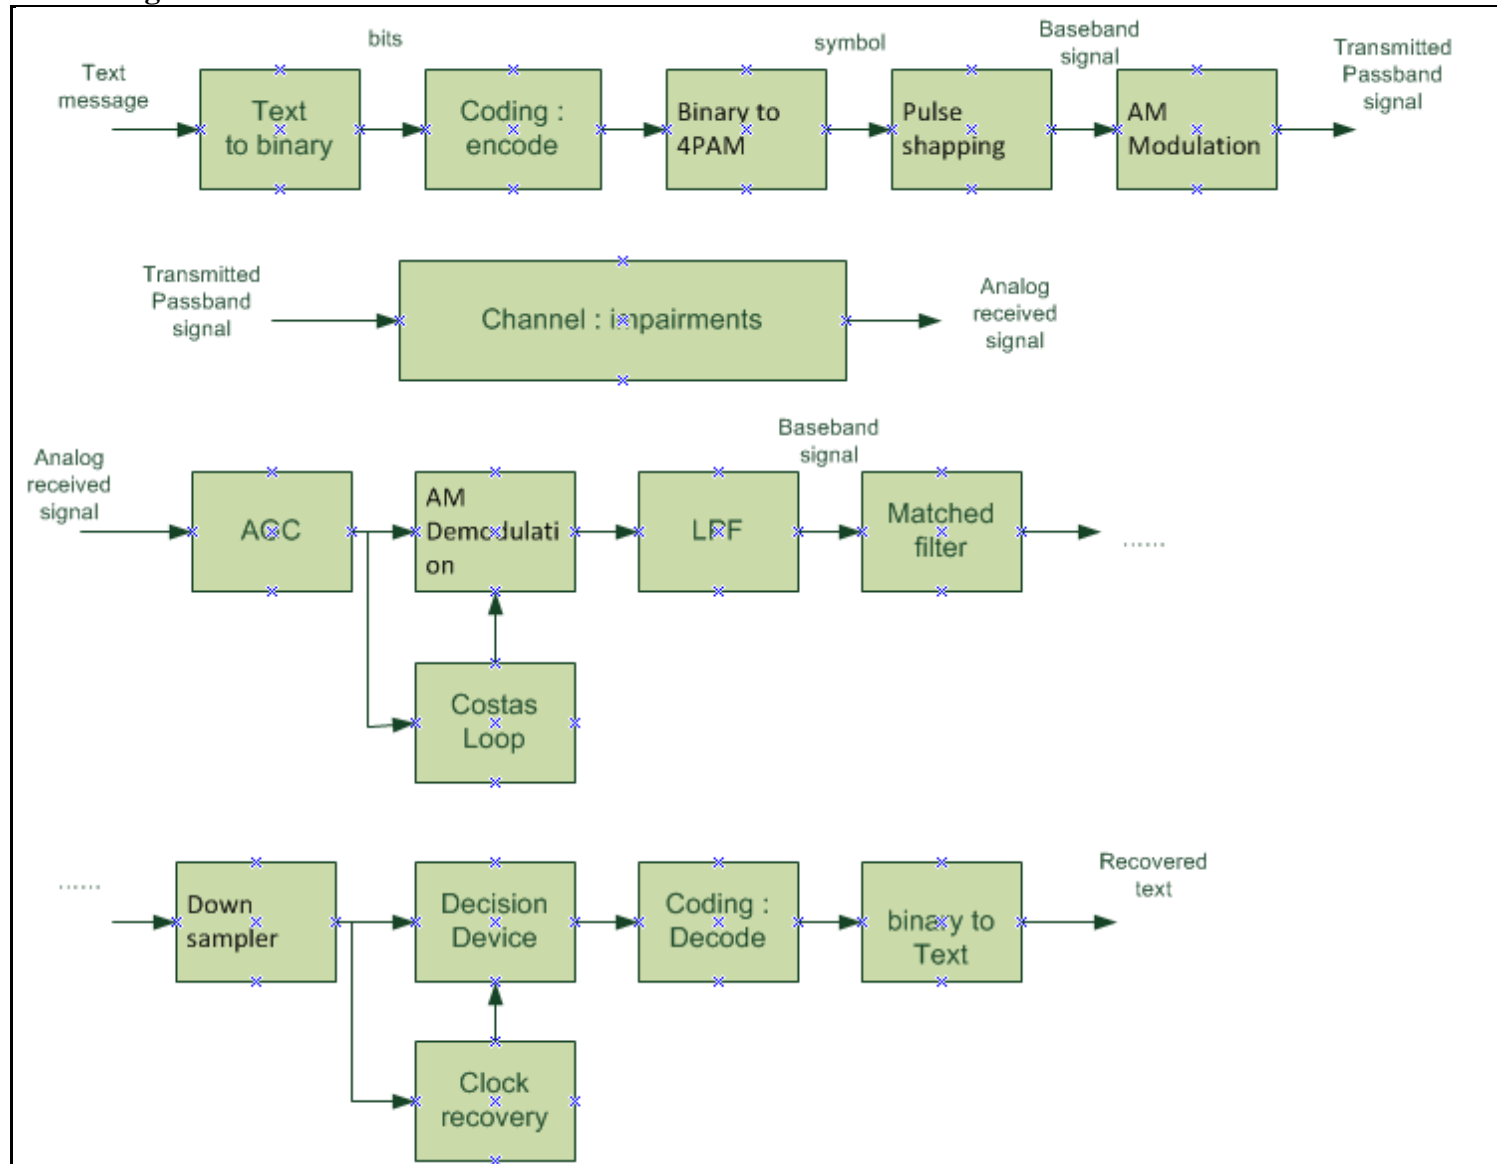 bits
symbol
Baseband
signal
Transmitted
Passband
signal
Text
message
Text
to binary
Coding :
encode
Binary to
4PAM
Pulse
shapping
AM
Modulation
Transmitted
Passband
signal
Channel : impairments
Analog
received
signal
Baseband
signal
Analog
received
signal
AGC
AM
Demodulati
on
LPF
Matched
filter
......
Costas
Loop
......
Down
sampler
Decision
Device
Coding :
Decode
binary to
Text
Recovered
text
Clock
recovery